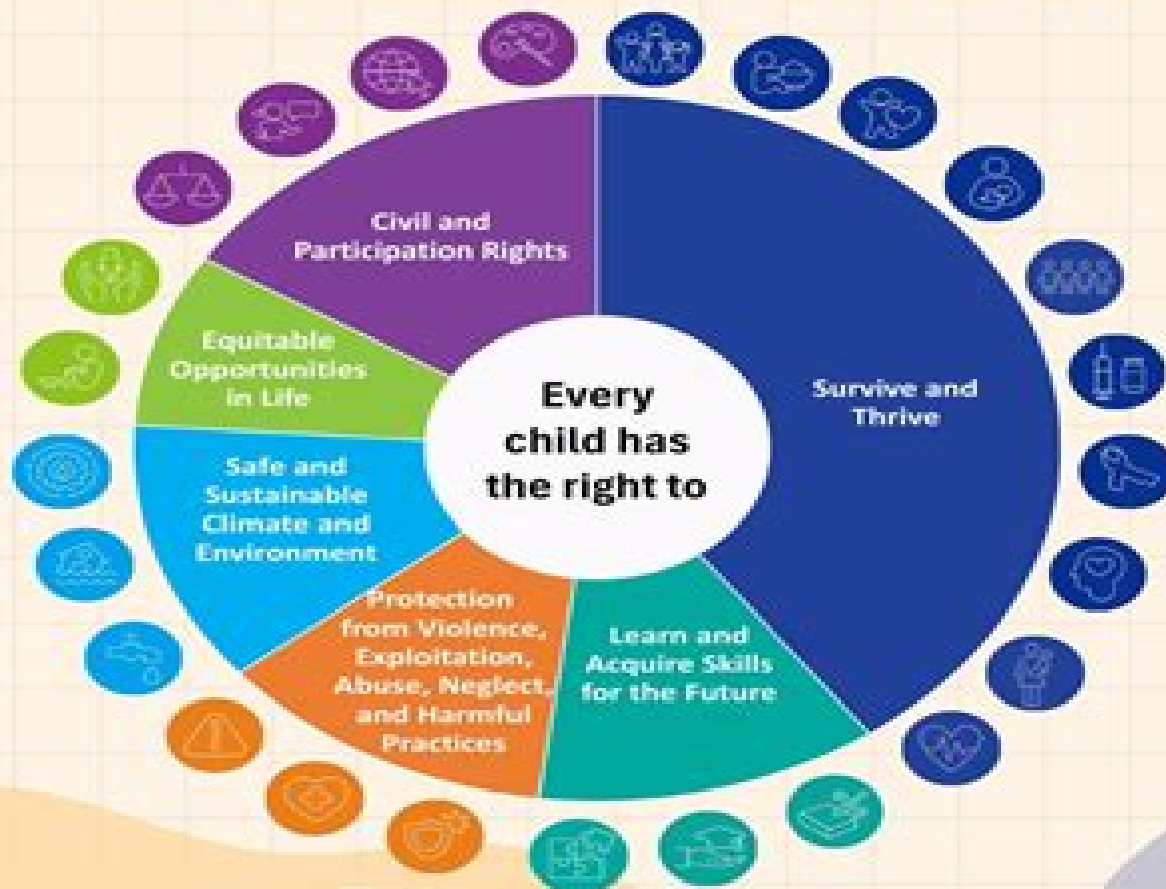 Every
child has
the right to
Survive and
Thrive
Learn and
Acquire Skills
for the Future
Protection
from Violence,
Exploitation,
Abuse, Neglect,
and Harmful
Practices
Safe and
Sustainable
Climate and
Environment
Equitable
Opportunities
in Life
Civil and
Participation Rights